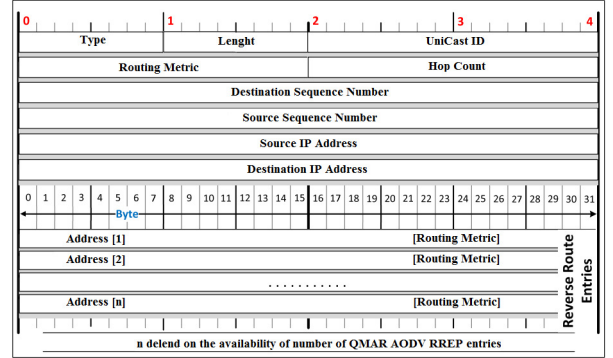 0 1 2 3 4
Type Lenght UniCast ID
Routing Metric Hop Count
Destination Sequence Number
Source Sequence Number
Source IP Address
Destination IP Address
0 1 2 3 4 5 6 7 8 9 10 11 12 13 14 15 16 17 18 19 20 21 22 23 24 25 26 27 28 29 30 31
Byte
Address [1] [Routing Metric]
Address [2] [Routing Metric]
. . . . . . . . . . .
Address [n] [Routing Metric]
Reverse Route
Entries
n delend on the availability of number of QMAR AODV RREP entries